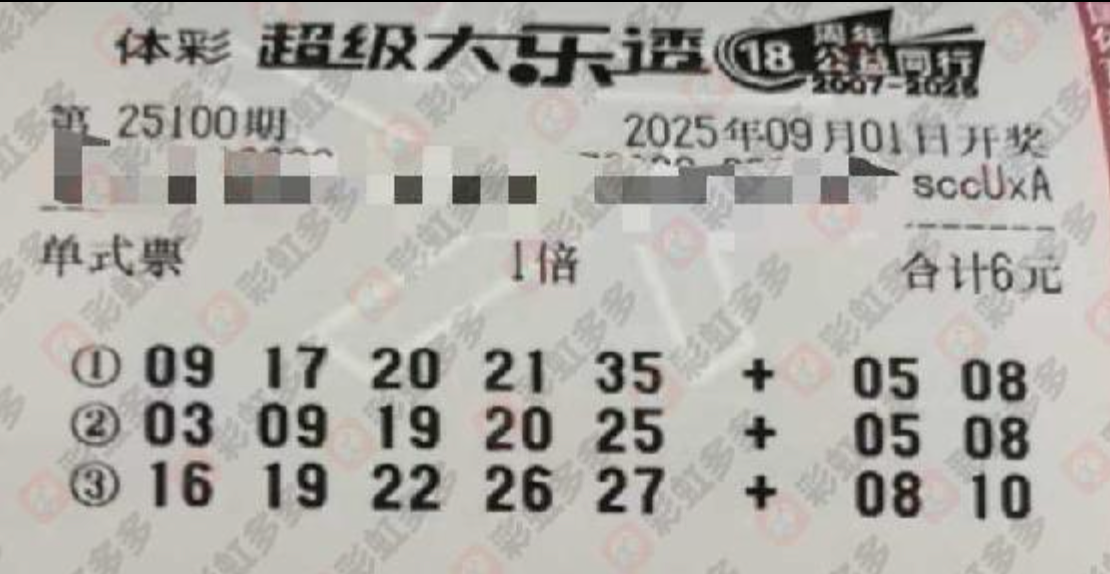 体彩 超级大乐透 18 周年 公益同行 2007-2025
第 25100期 2025年09月01日开奖
sccUxA
单式票 1倍 合计6元
① 09 17 20 21 35 + 05 08
② 03 09 19 20 25 + 05 08
③ 16 19 22 26 27 + 08 10
彩虹多多